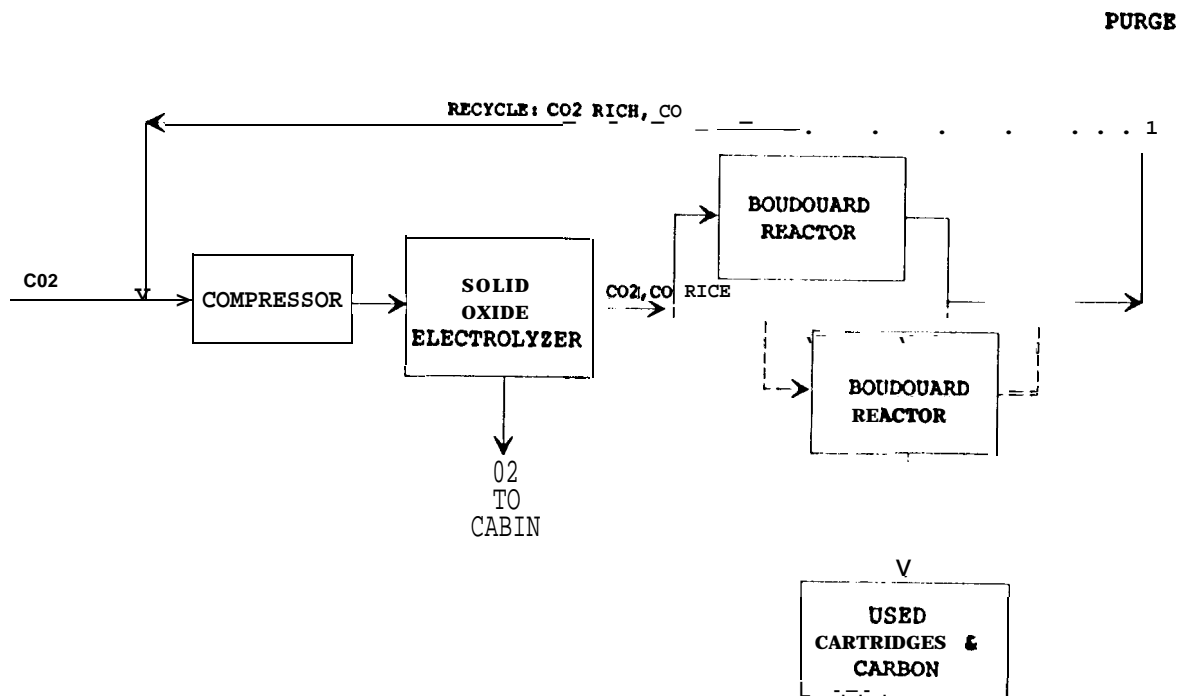 PURGE
RECYCLE: CO2 RICH, CO
BOUDOUARD
REACTOR
CO2
COMPRESSOR
SOLID
OXIDE
ELECTROLYZER
CO2,CO RICE
BOUDOUARD
REACTOR
02
TO
CABIN
USED
CARTRIDGES &
CARBON